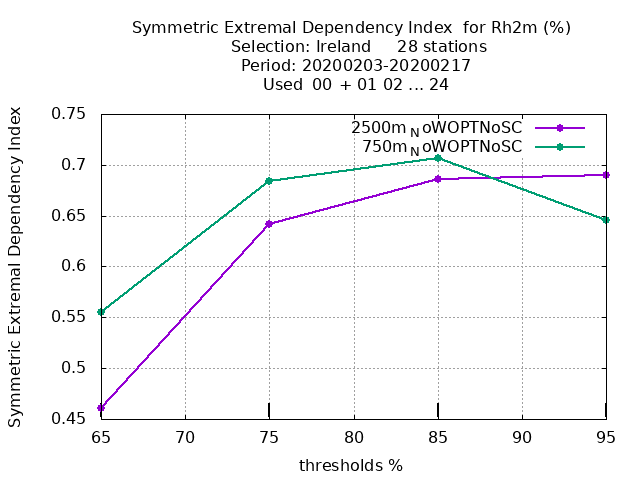 Symmetric Extremal Dependency Index  for Rh2m (%)
Selection: Ireland     28 stations
Period: 20200203-20200217
Used  00 + 01 02 ... 24
2500m_NoWOPTNoSC
750m_NoWOPTNoSC
Symmetric Extremal Dependency Index
0.75
0.7
0.65
0.6
0.55
0.5
0.45
65 70 75 80 85 90 95
thresholds %